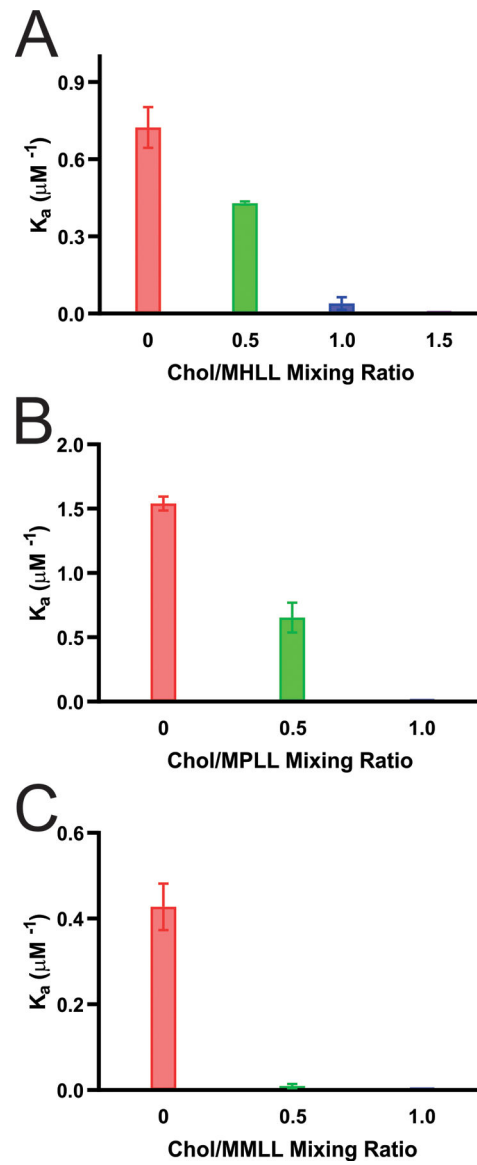 A
Kₐ (μM ⁻¹)
0.9
0.6
0.3
0.0
0 0.5 1.0 1.5
Chol/MHLL Mixing Ratio
B
Kₐ (μM ⁻¹)
2.0
1.5
1.0
0.5
0.0
0 0.5 1.0
Chol/MPLL Mixing Ratio
C
Kₐ (μM ⁻¹)
0.6
0.4
0.2
0.0
0 0.5 1.0
Chol/MMLL Mixing Ratio